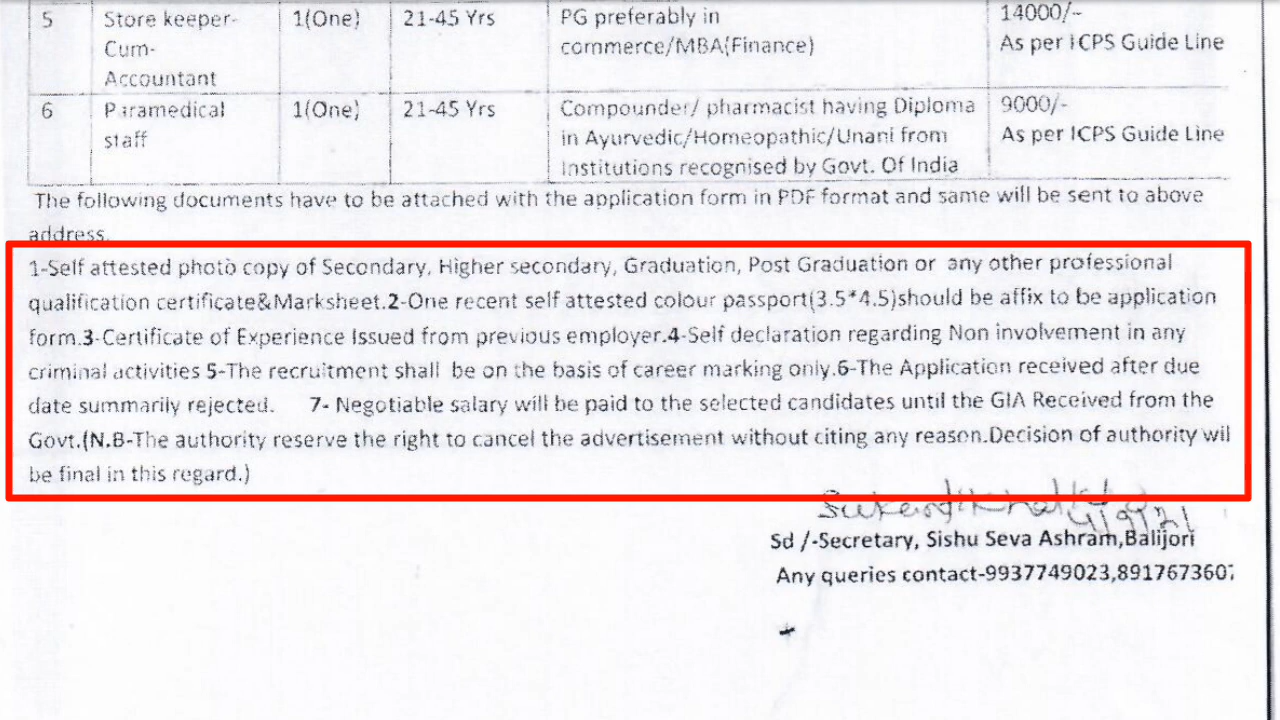 5 Store keeper- 1(One) 21-45 Yrs PG preferably in 14000/-
Cum- commerce/MBA(Finance) As per ICPS Guide Line
Accountant
6 Paramedical 1(One) 21-45 Yrs Compounder/ pharmacist having Diploma 9000/-
staff in Ayurvedic/Homeopathic/Unani from As per ICPS Guide Line
Institutions recognised by Govt. Of India
The following documents have to be attached with the application form in PDF format and same will be sent to above
address.
1-Self attested photo copy of Secondary, Higher secondary, Graduation, Post Graduation or any other professional
qualification certificate&Marksheet.2-One recent self attested colour passport(3.5*4.5)should be affix to be application
form.3-Certificate of Experience Issued from previous employer.4-Self declaration regarding Non involvement in any
criminal activities 5-The recruitment shall be on the basis of career marking only.6-The Application received after due
date summarily rejected. 7- Negotiable salary will be paid to the selected candidates until the GIA Received from the
Govt.(N.B-The authority reserve the right to cancel the advertisement without citing any reason.Decision of authority wil
be final in this regard.)
4/9/21
Sd /-Secretary, Sishu Seva Ashram,Balijori
Any queries contact-9937749023,8917673607